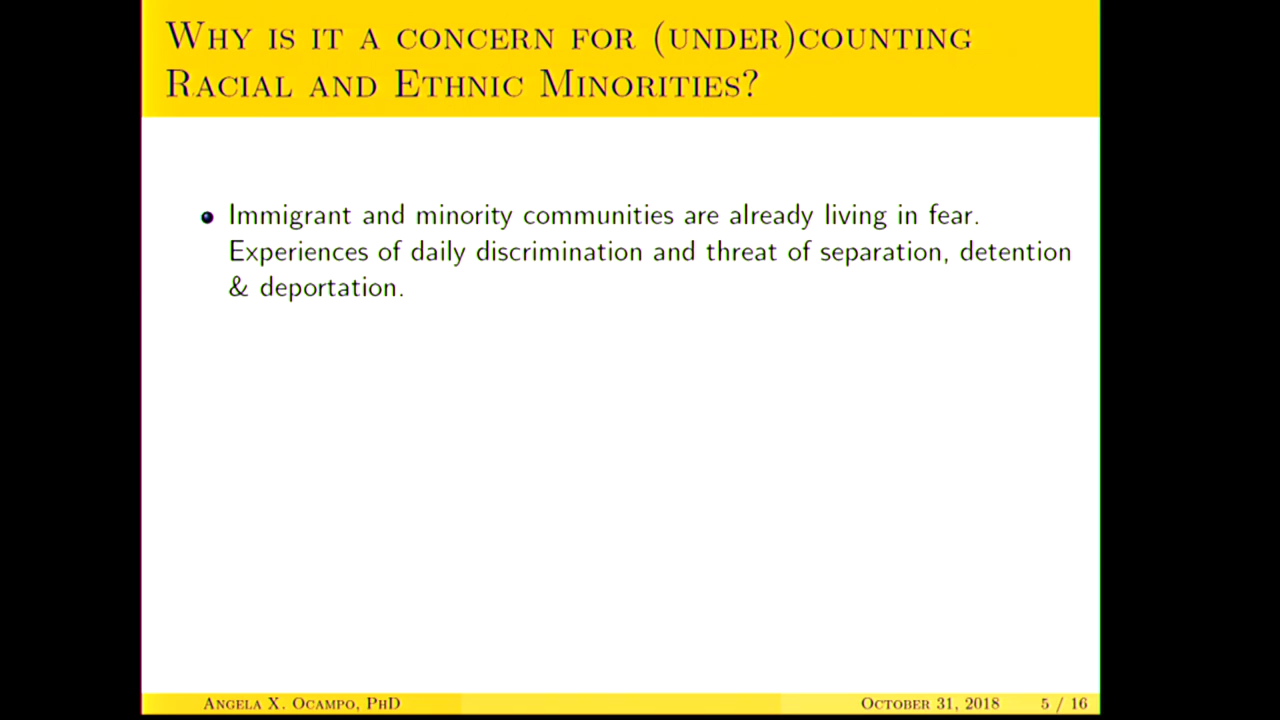 Why is it a concern for (under)counting
Racial and Ethnic Minorities?
Immigrant and minority communities are already living in fear.
Experiences of daily discrimination and threat of separation, detention
& deportation.
Angela X. Ocampo, PhD October 31, 2018 5 / 16